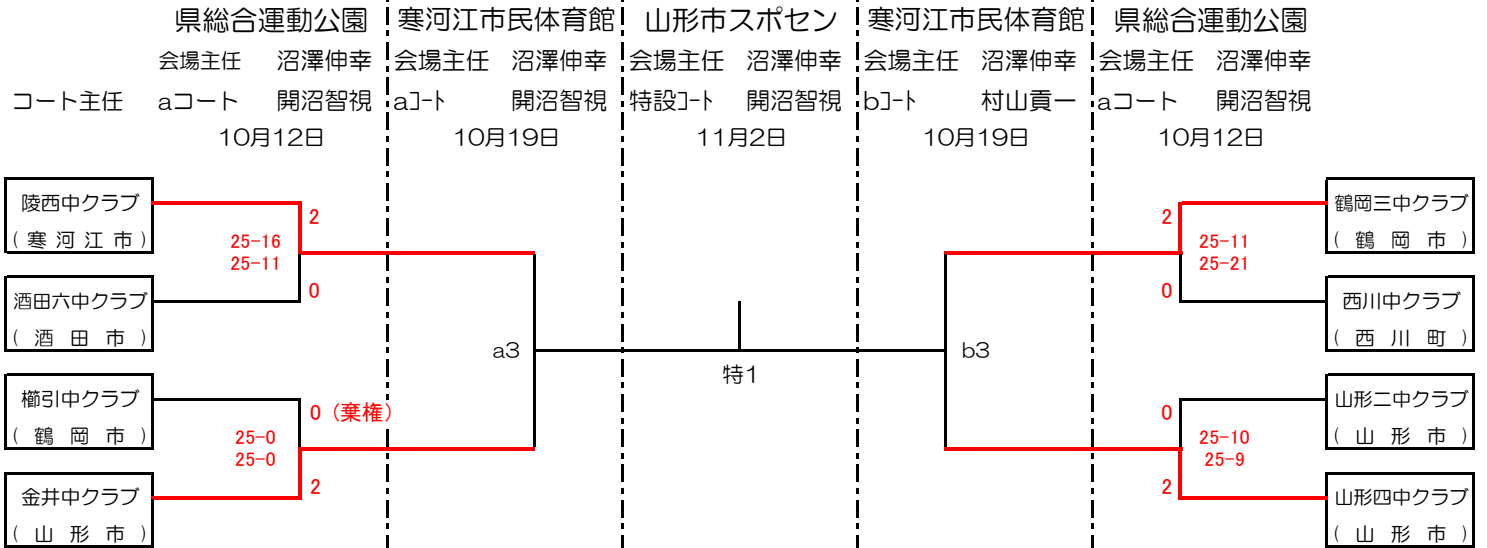 県総合運動公園 寒河江市民体育館 山形市スポセン 寒河江市民体育館 県総合運動公園
会場主任 沼澤伸幸 会場主任 沼澤伸幸 会場主任 沼澤伸幸 会場主任 沼澤伸幸 会場主任 沼澤伸幸
コート主任 aコート 開沼智視 aｺｰﾄ 開沼智視 特設ｺｰﾄ 開沼智視 bｺｰﾄ 村山貢一 aコート 開沼智視
10月12日 10月19日 11月2日 10月19日 10月12日
陵西中クラブ
(寒河江市)
2
25-16
25-11
0
酒田六中クラブ
(酒田市)
櫛引中クラブ
(鶴岡市)
0(棄権)
25-0
25-0
2
金井中クラブ
(山形市)
a3
特1
b3
鶴岡三中クラブ
(鶴岡市)
2
25-11
25-21
0
西川中クラブ
(西川町)
山形二中クラブ
(山形市)
0
25-10
25-9
2
山形四中クラブ
(山形市)